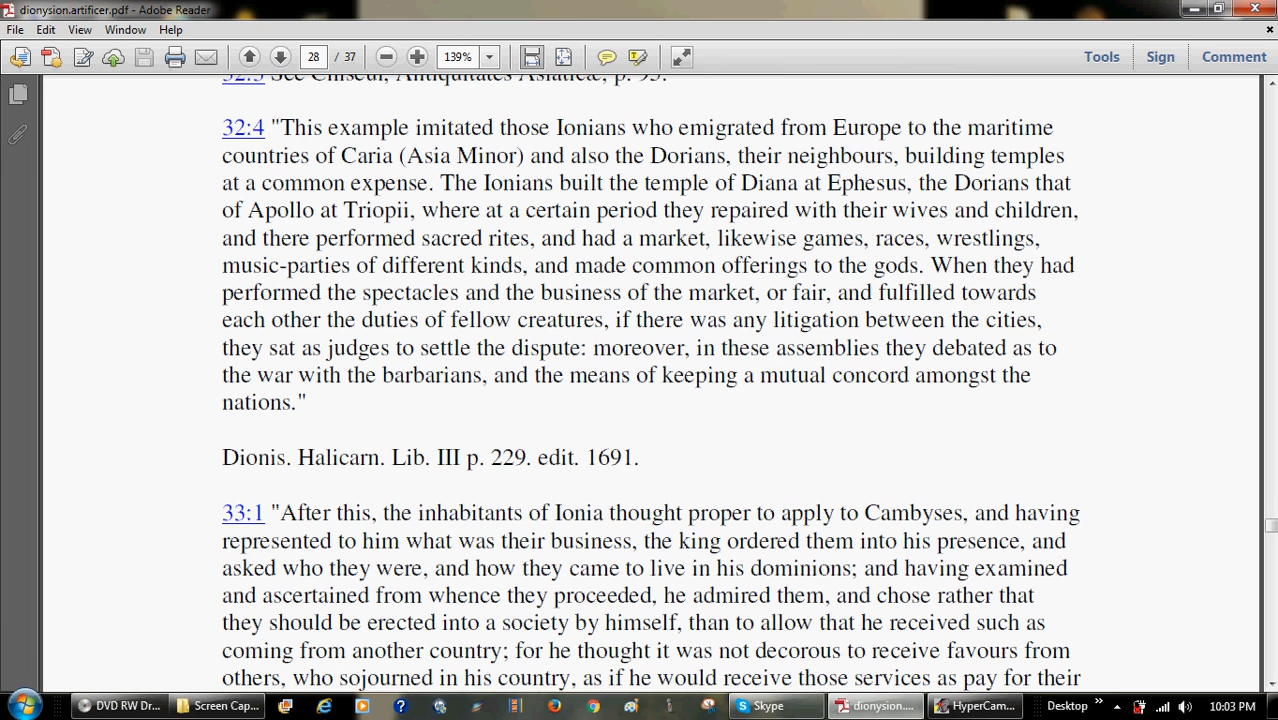 dionysion.artificer.pdf - Adobe Reader
File Edit View Window Help
28 / 37 139% Tools Sign Comment
32:3 See Chiseul, Antiquitates Asiaticæ, p. 95.
32:4 "This example imitated those Ionians who emigrated from Europe to the maritime
countries of Caria (Asia Minor) and also the Dorians, their neighbours, building temples
at a common expense. The Ionians built the temple of Diana at Ephesus, the Dorians that
of Apollo at Triopii, where at a certain period they repaired with their wives and children,
and there performed sacred rites, and had a market, likewise games, races, wrestlings,
music-parties of different kinds, and made common offerings to the gods. When they had
performed the spectacles and the business of the market, or fair, and fulfilled towards
each other the duties of fellow creatures, if there was any litigation between the cities,
they sat as judges to settle the dispute: moreover, in these assemblies they debated as to
the war with the barbarians, and the means of keeping a mutual concord amongst the
nations."
Dionis. Halicarn. Lib. III p. 229. edit. 1691.
33:1 "After this, the inhabitants of Ionia thought proper to apply to Cambyses, and having
represented to him what was their business, the king ordered them into his presence, and
asked who they were, and how they came to live in his dominions; and having examined
and ascertained from whence they proceeded, he admired them, and chose rather that
they should be erected into a society by himself, than to allow that he received such as
coming from another country; for he thought it was not decorous to receive favours from
others, who sojourned in his country, as if he would receive those services as pay for their
DVD RW Dr... Screen Cap... Skype dionysion.... HyperCam... Desktop 10:03 PM